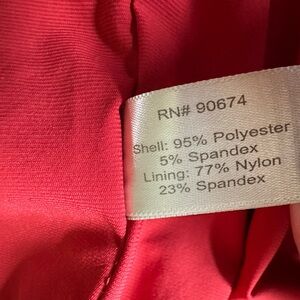 RN# 90674
Shell: 95% Polyester
5% Spandex
Lining: 77% Nylon
23% Spandex